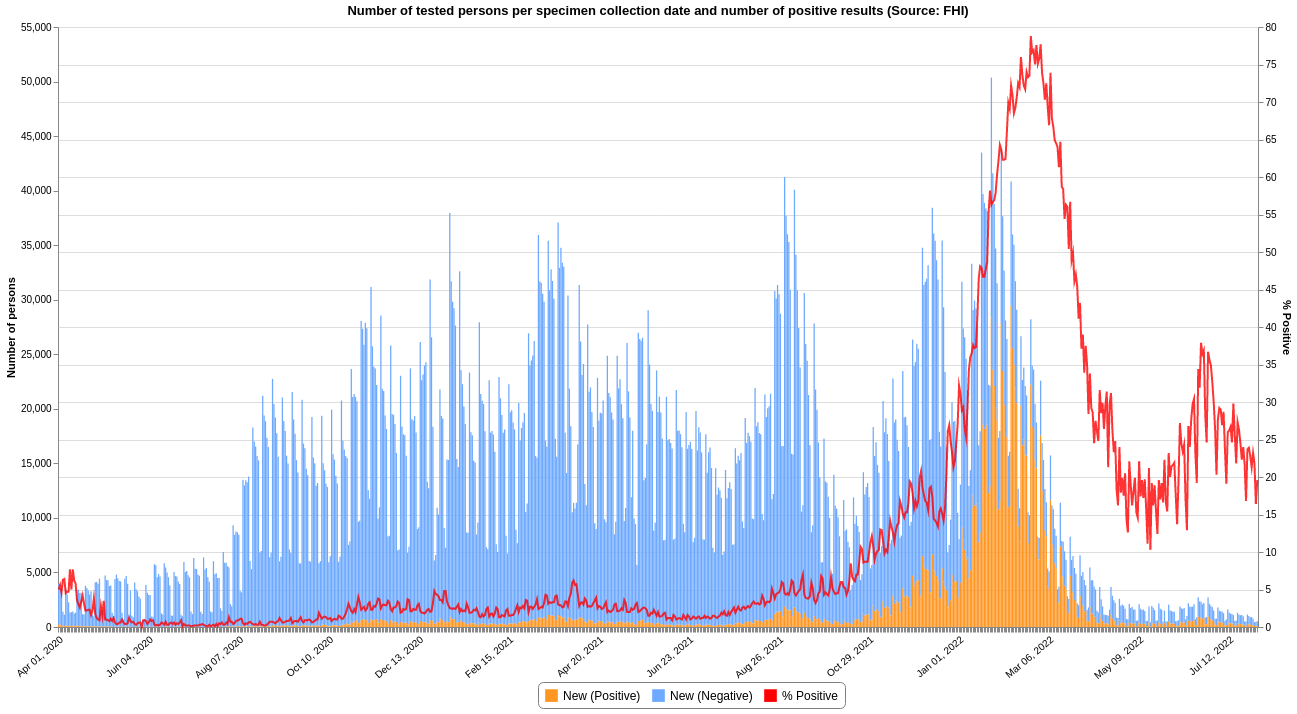 Number of tested persons per specimen collection date and number of positive results (Source: FHI)
55,000
50,000
45,000
40,000
35,000
30,000
25,000
20,000
15,000
10,000
5,000
0
Number of persons
80
75
70
65
60
55
50
45
40
35
30
25
20
15
10
5
0
% Positive
Apr 01, 2020
Jun 04, 2020
Aug 07, 2020
Oct 10, 2020
Dec 13, 2020
Feb 15, 2021
Apr 20, 2021
Jun 23, 2021
Aug 26, 2021
Oct 29, 2021
Jan 01, 2022
Mar 06, 2022
May 09, 2022
Jul 12, 2022
New (Positive) New (Negative) % Positive